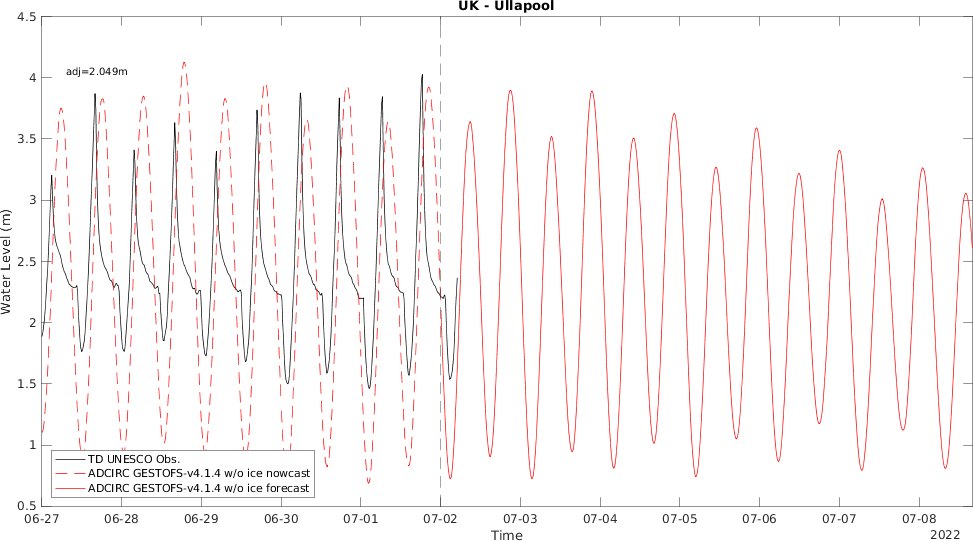 UK - Ullapool
4.5
4
3.5
3
2.5
2
1.5
1
0.5
Water Level (m)
adj=2.049m
TD UNESCO Obs.
ADCIRC GESTOFS-v4.1.4 w/o ice nowcast
ADCIRC GESTOFS-v4.1.4 w/o ice forecast
06-27 06-28 06-29 06-30 07-01 07-02 07-03 07-04 07-05 07-06 07-07 07-08
Time
2022